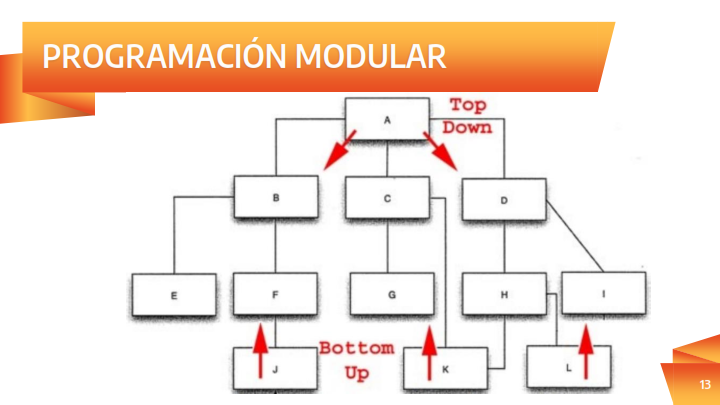 PROGRAMACIÓN MODULAR
Top
Down
A
B
C
D
E
F
G
H
I
Bottom
Up
J
K
L
13